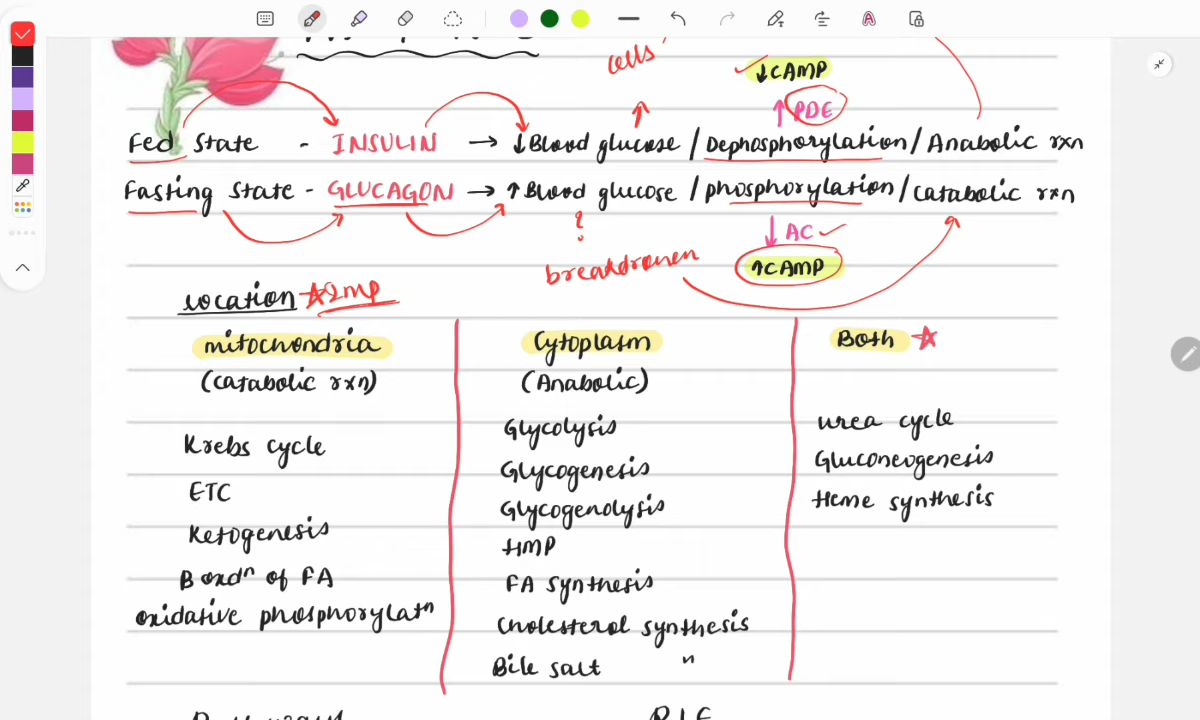 cells
↓cAMP
↑PDE
Fed State - INSULIN → ↓Blood glucose / Dephosphorylation / Anabolic rxn
Fasting State - GLUCAGON → ↑Blood glucose / phosphorylation / catabolic rxn
?
↓ AC ✓
breakdrown
↑cAMP
location ☆2mp
mitochondria
Cytoplasm
Both ☆
(catabolic rxn)
(Anabolic)
Krebs cycle
ETC
Ketogenesis
B oxdⁿ of FA
oxidative phosphorylatⁿ
Glycolysis
Glycogenesis
Glycogenolysis
HMP
FA synthesis
Cholesterol synthesis
Bile salt "
urea cycle
Gluconeogenesis
Heme synthesis